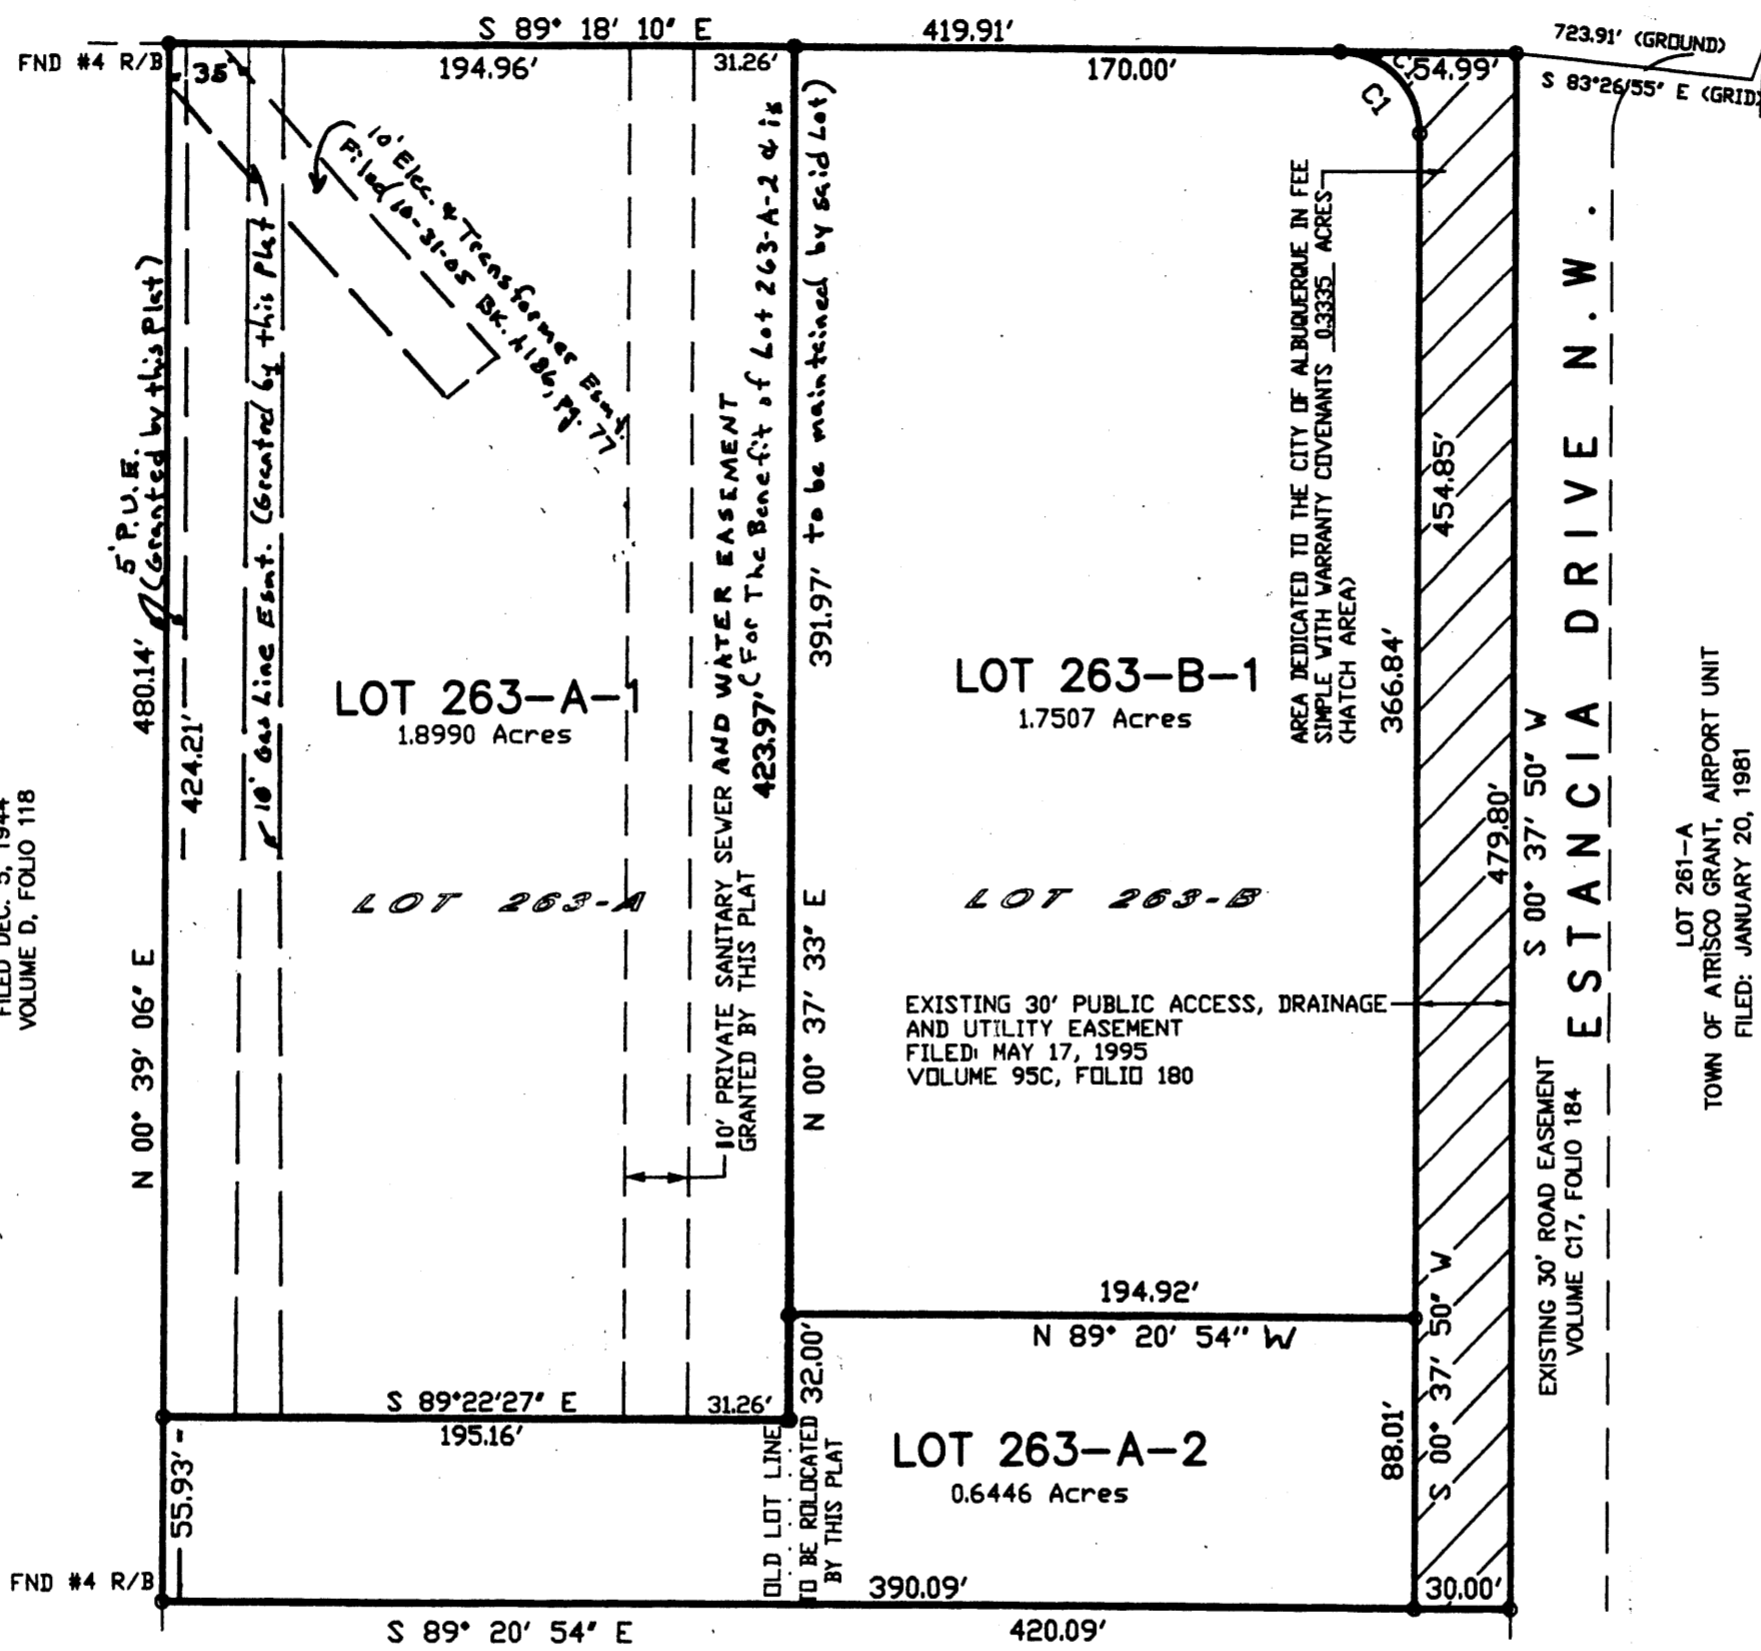 S 89° 18' 10" E
419.91'
723.91' (GROUND)
S 83°26'55" E (GRID)
FND #4 R/B
35'
194.96'
31.26'
170.00'
54.99'
C1
10' Elec. & Transformer Esmt.
Filed 10-31-05 BK. A186, Pg. 77
5' P.U.E.
(Granted by this Plat)
10' Gas Line Esmt. (Granted by this Plat)
480.14'
424.21'
N 00° 39' 06" E
FILED DEC. 5, 1944
VOLUME D, FOLIO 118
LOT 263-A-1
1.8990 Acres
LOT 263-A
10' PRIVATE SANITARY SEWER AND WATER EASEMENT
GRANTED BY THIS PLAT
423.97'
(For The Benefit of Lot 263-A-2 & is
to be maintained by said Lot)
391.97'
N 00° 37' 33" E
LOT 263-B-1
1.7507 Acres
LOT 263-B
AREA DEDICATED TO THE CITY OF ALBUQUERQUE IN FEE
SIMPLE WITH WARRANTY COVENANTS 0.3335 ACRES
(HATCH AREA)
366.84'
454.85'
479.80'
S 00° 37' 50" W
ESTANCIA DRIVE N.W.
LOT 261-A
TOWN OF ATRISCO GRANT, AIRPORT UNIT
FILED: JANUARY 20, 1981
EXISTING 30' PUBLIC ACCESS, DRAINAGE
AND UTILITY EASEMENT
FILED: MAY 17, 1995
VOLUME 95C, FOLIO 180
EXISTING 30' ROAD EASEMENT
VOLUME C17, FOLIO 184
194.92'
N 89° 20' 54" W
S 00° 37' 50" W
32.00'
S 89°22'27" E
31.26'
195.16'
OLD LOT LINE
TO BE ROLOCATED
BY THIS PLAT
LOT 263-A-2
0.6446 Acres
88.01'
55.93'
FND #4 R/B
390.09'
30.00'
S 89° 20' 54" E
420.09'